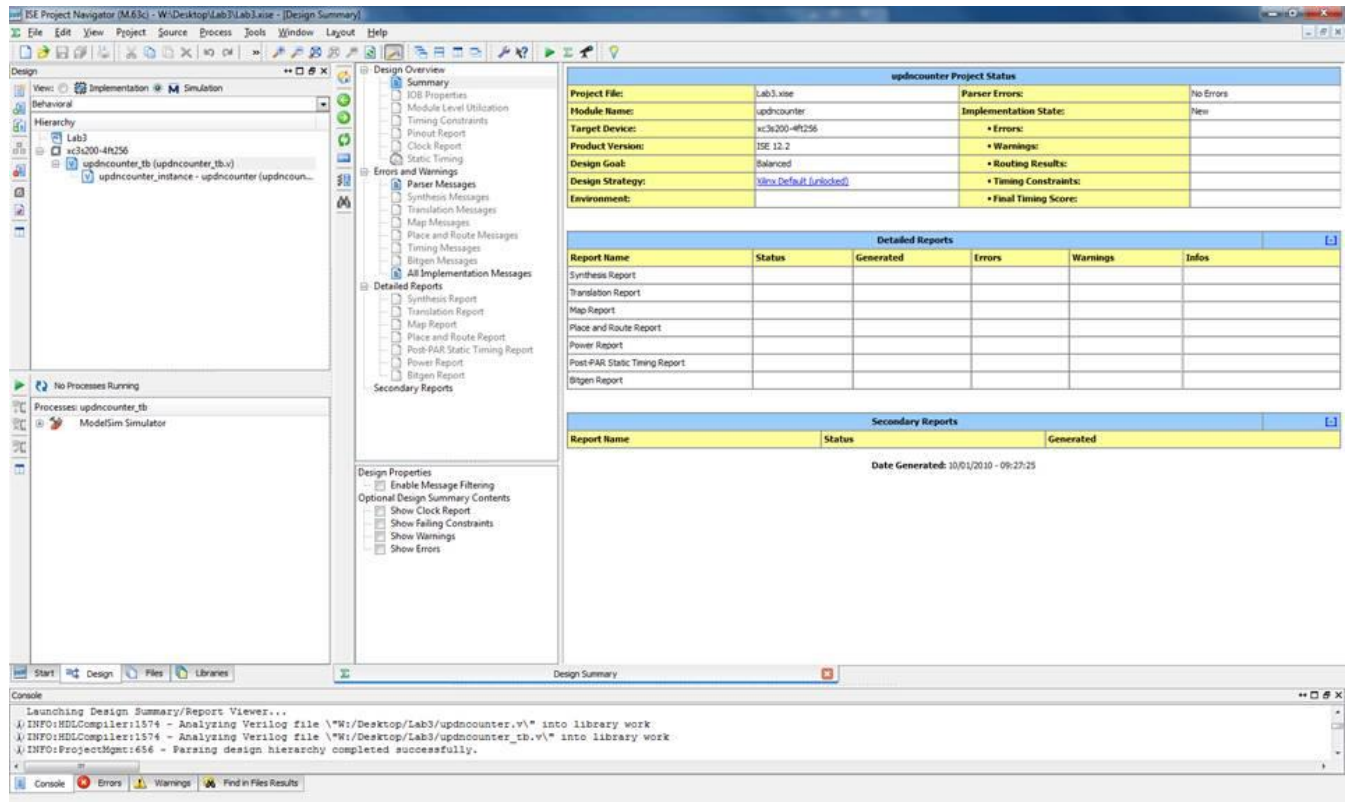 ISE Project Navigator (M.63c) - W:\Desktop\Lab3\Lab3.xise - [Design Summary]
File Edit View Project Source Process Tools Window Layout Help
Design
View: Implementation Simulation
Behavioral
Hierarchy
Lab3
xc3s200-4ft256
updncounter_tb (updncounter_tb.v)
updncounter_instance - updncounter (updncoun...
No Processes Running
Processes: updncounter_tb
ModelSim Simulator
Start Design Files Libraries
Design Overview
Summary
IOB Properties
Module Level Utilization
Timing Constraints
Pinout Report
Clock Report
Static Timing
Errors and Warnings
Parser Messages
Synthesis Messages
Translation Messages
Map Messages
Place and Route Messages
Timing Messages
Bitgen Messages
All Implementation Messages
Detailed Reports
Synthesis Report
Translation Report
Map Report
Place and Route Report
Post-PAR Static Timing Report
Power Report
Bitgen Report
Secondary Reports
Design Properties
Enable Message Filtering
Optional Design Summary Contents
Show Clock Report
Show Failing Constraints
Show Warnings
Show Errors
updncounter Project Status
Project File: Lab3.xise Parser Errors: No Errors
Module Name: updncounter Implementation State: New
Target Device: xc3s200-4ft256 • Errors:
Product Version: ISE 12.2 • Warnings:
Design Goal: Balanced • Routing Results:
Design Strategy: Xilinx Default (unlocked) • Timing Constraints:
Environment: • Final Timing Score:
Detailed Reports [-]
Report Name Status Generated Errors Warnings Infos
Synthesis Report
Translation Report
Map Report
Place and Route Report
Power Report
Post-PAR Static Timing Report
Bitgen Report
Secondary Reports [-]
Report Name Status Generated
Date Generated: 10/01/2010 - 09:27:25
Design Summary
Console
Launching Design Summary/Report Viewer...
INFO:HDLCompiler:1574 - Analyzing Verilog file \"W:/Desktop/Lab3/updncounter.v\" into library work
INFO:HDLCompiler:1574 - Analyzing Verilog file \"W:/Desktop/Lab3/updncounter_tb.v\" into library work
INFO:ProjectMgmt:656 - Parsing design hierarchy completed successfully.
Console Errors Warnings Find in Files Results